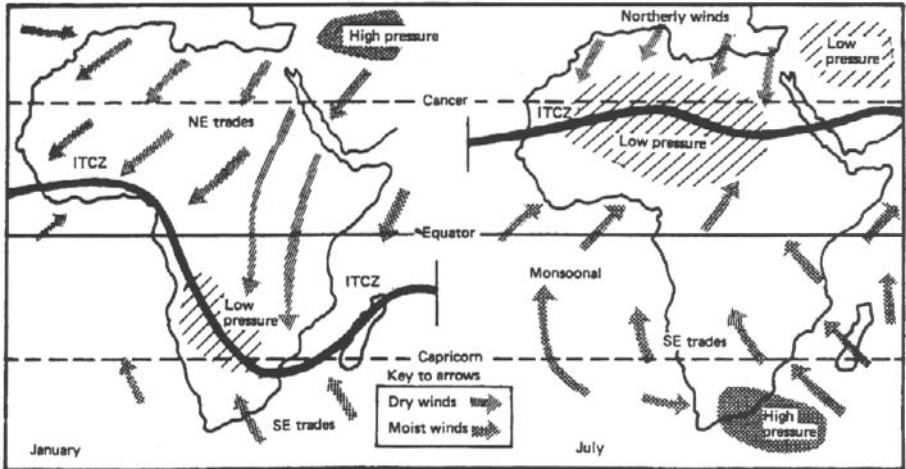 High pressure
Cancer
NE trades
ITCZ
Equator
ITCZ
Low
pressure
Capricorn
SE trades
January
Key to arrows
Dry winds
Moist winds
Northerly winds
Low
pressure
ITCZ
Low pressure
Monsoonal
SE trades
High
pressure
July